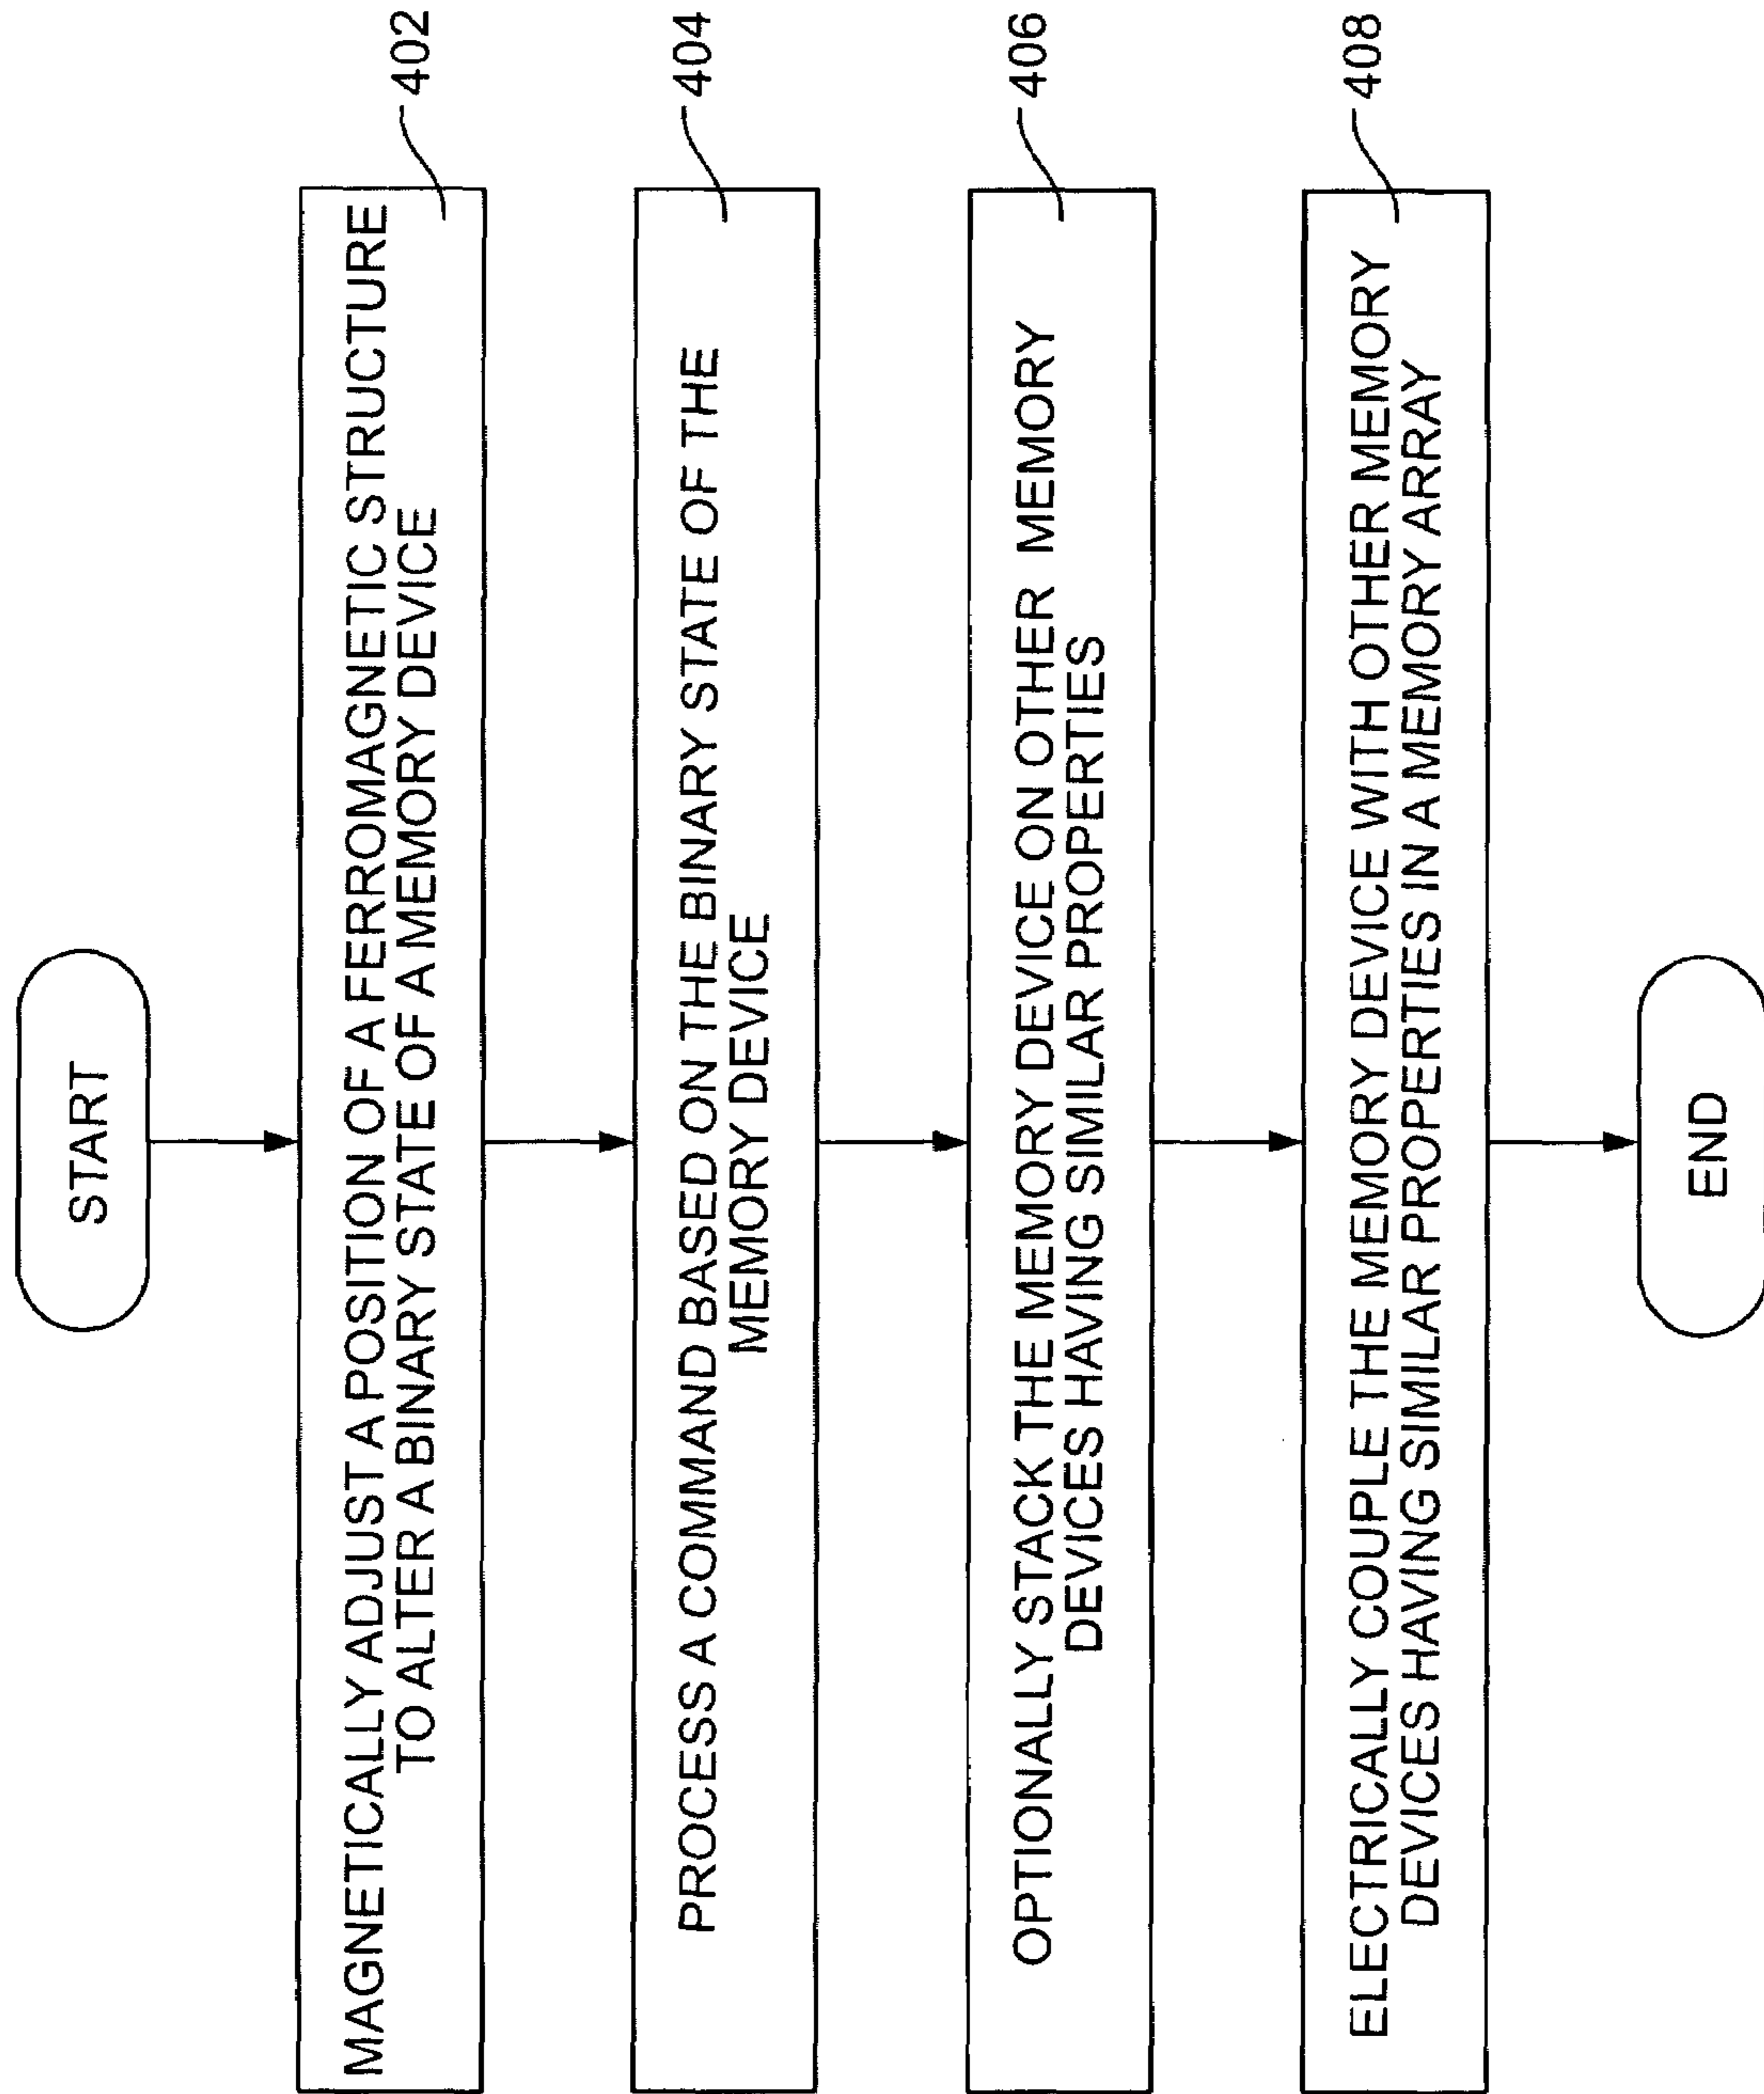 START
MAGNETICALLY ADJUST A POSITION OF A FERROMAGNETIC STRUCTURE
TO ALTER A BINARY STATE OF A MEMORY DEVICE
402
PROCESS A COMMAND BASED ON THE BINARY STATE OF THE
MEMORY DEVICE
404
OPTIONALLY STACK THE MEMORY DEVICE ON OTHER MEMORY
DEVICES HAVING SIMILAR PROPERTIES
406
ELECTRICALLY COUPLE THE MEMORY DEVICE WITH OTHER MEMORY
DEVICES HAVING SIMILAR PROPERTIES IN A MEMORY ARRAY
408
END